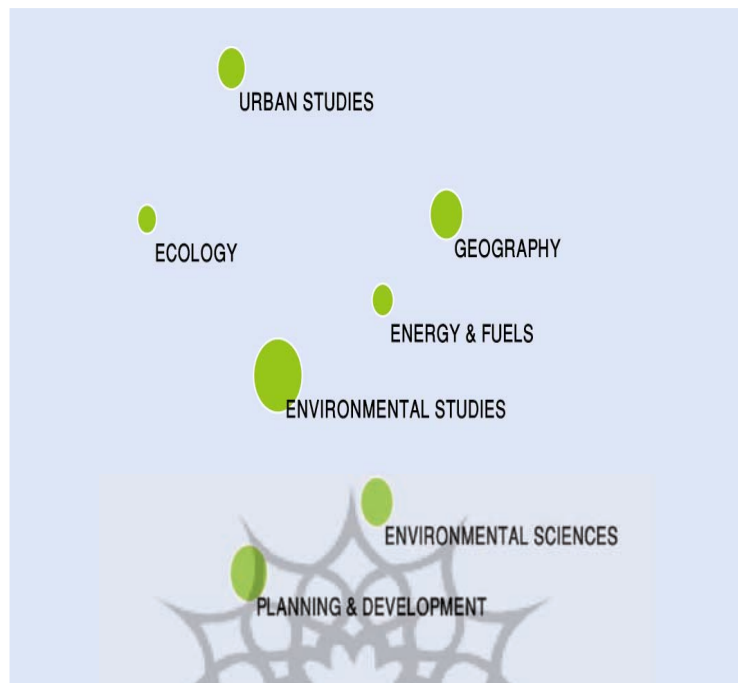 URBAN STUDIES
ECOLOGY
GEOGRAPHY
ENERGY & FUELS
ENVIRONMENTAL STUDIES
ENVIRONMENTAL SCIENCES
PLANNING & DEVELOPMENT